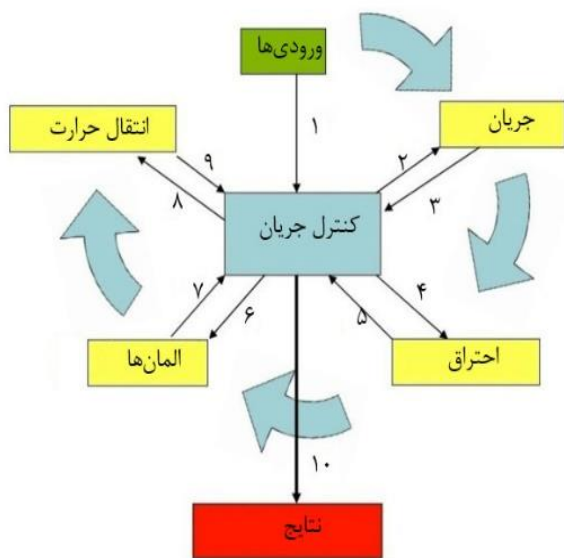 ورودی‌ها
۱
جریان
۲
۳
انتقال حرارت
۹
۸
کنترل جریان
۷
۶
۵
۴
المان‌ها
احتراق
۱۰
نتایج